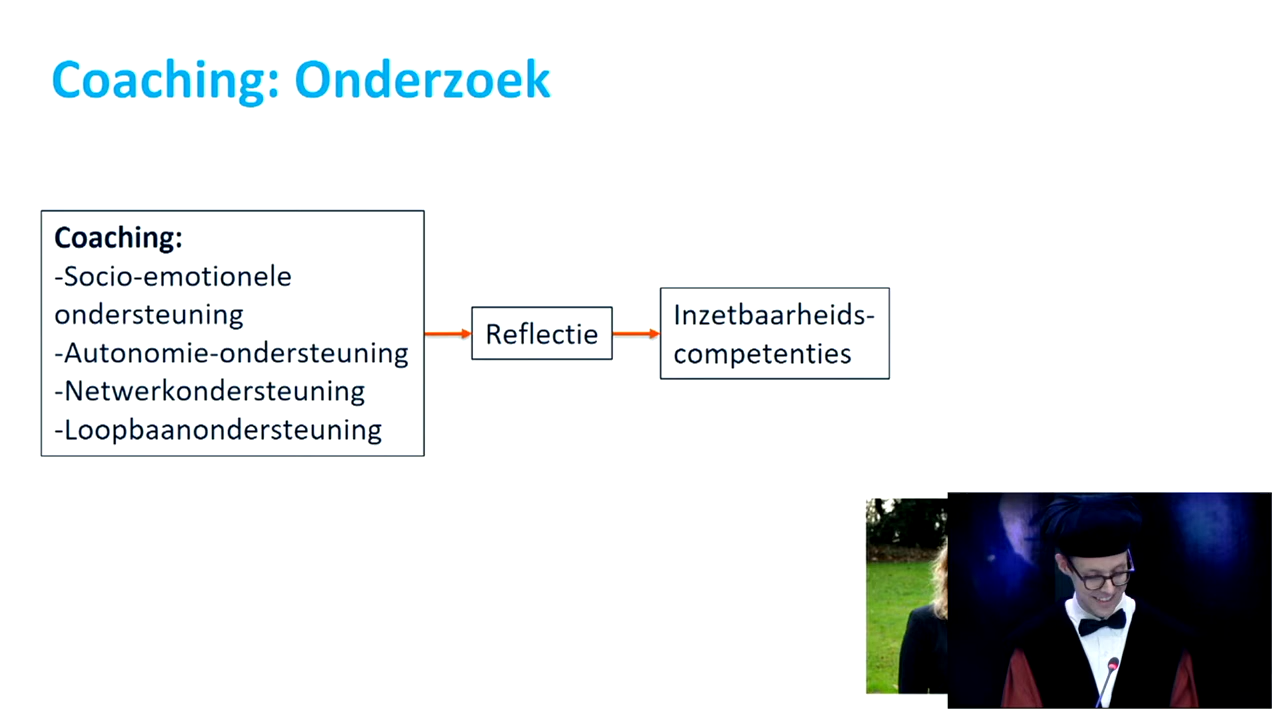 Coaching: Onderzoek
Coaching:
-Socio-emotionele
ondersteuning
-Autonomie-ondersteuning
-Netwerkondersteuning
-Loopbaanondersteuning
Reflectie
Inzetbaarheids-
competenties